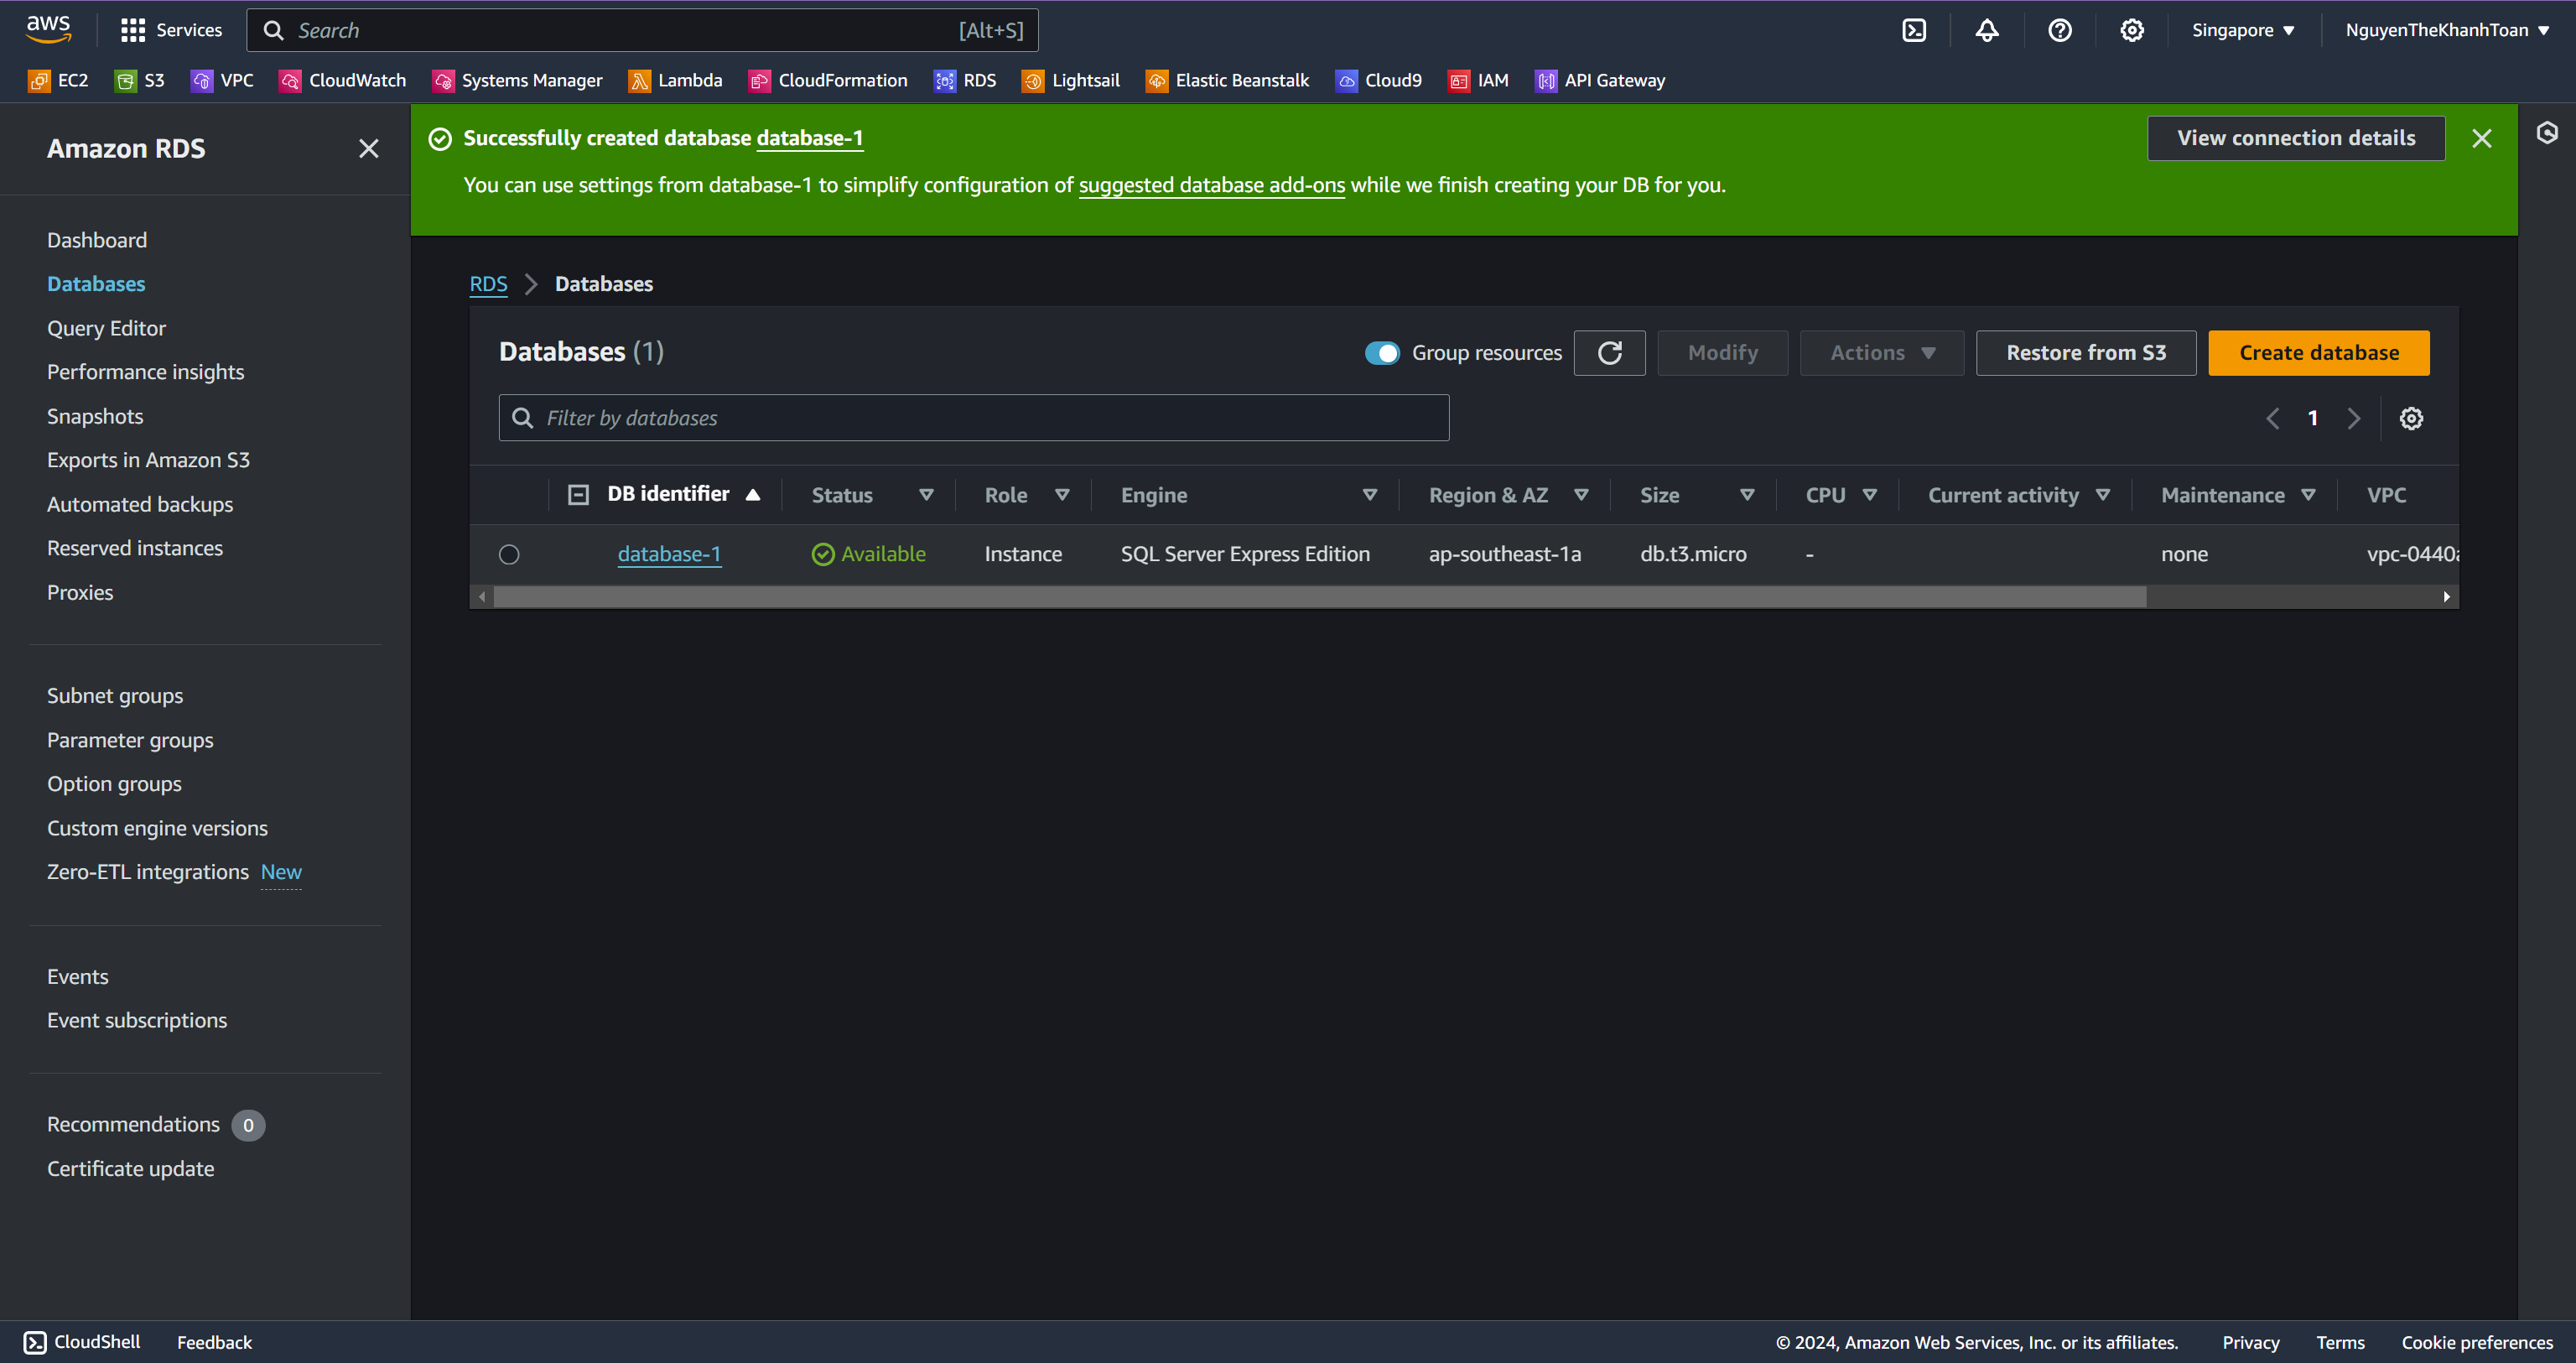 aws Services Search [Alt+S] Singapore NguyenTheKhanhToan
EC2 S3 VPC CloudWatch Systems Manager Lambda CloudFormation RDS Lightsail Elastic Beanstalk Cloud9 IAM API Gateway
Amazon RDS
Dashboard
Databases
Query Editor
Performance insights
Snapshots
Exports in Amazon S3
Automated backups
Reserved instances
Proxies
Subnet groups
Parameter groups
Option groups
Custom engine versions
Zero-ETL integrations New
Events
Event subscriptions
Recommendations 0
Certificate update
Successfully created database database-1 View connection details
You can use settings from database-1 to simplify configuration of suggested database add-ons while we finish creating your DB for you.
RDS Databases
Databases (1) Group resources Modify Actions Restore from S3 Create database
Filter by databases 1
DB identifier Status Role Engine Region & AZ Size CPU Current activity Maintenance VPC
database-1 Available Instance SQL Server Express Edition ap-southeast-1a db.t3.micro - none vpc-0440
CloudShell Feedback © 2024, Amazon Web Services, Inc. or its affiliates. Privacy Terms Cookie preferences